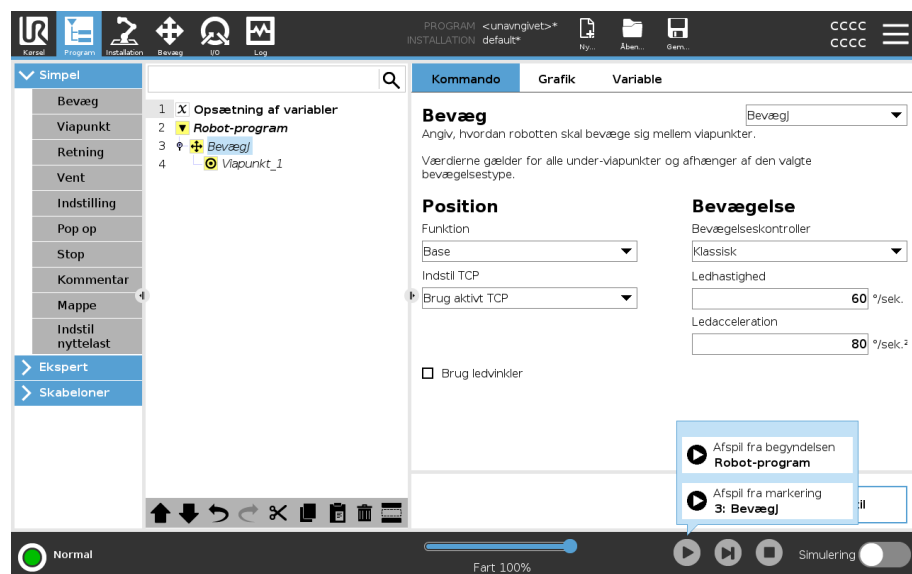 PROGRAM <unavngivet>*
INSTALLATION default*
Kørsel Program Installation Bevæg I/O Log
Ny... Åben... Gem...
CCCC
CCCC
Simpel
Bevæg
Viapunkt
Retning
Vent
Indstilling
Pop op
Stop
Kommentar
Mappe
Indstil
nyttelast
Ekspert
Skabeloner
1 X Opsætning af variabler
2 Robot-program
3 BevægJ
4 Viapunkt_1
Kommando Grafik Variable
Bevæg
BevægJ
Angiv, hvordan robotten skal bevæge sig mellem viapunkter.
Værdierne gælder for alle under-viapunkter og afhænger af den valgte
bevægelsestype.
Position
Funktion
Base
Indstil TCP
Brug aktivt TCP
Brug ledvinkler
Bevægelse
Bevægelseskontroller
Klassisk
Ledhastighed
60 °/sek.
Ledacceleration
80 °/sek.²
Afspil fra begyndelsen
Robot-program
Afspil fra markering
3: BevægJ
Normal
Fart 100%
Simulering